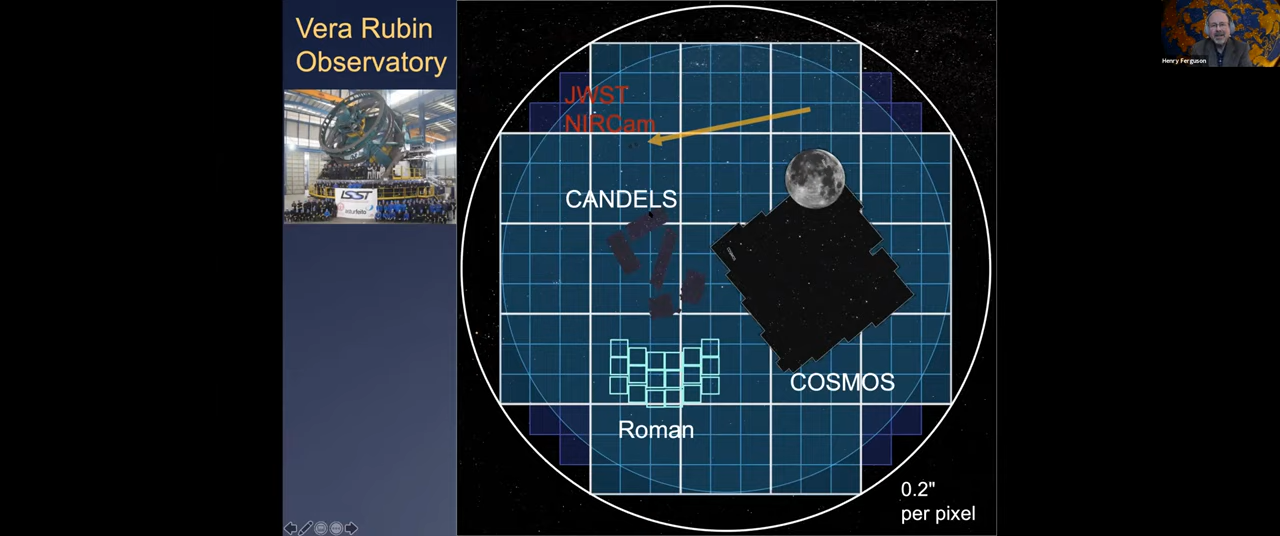 Vera Rubin
Observatory
LSST
JWST
NIRCam
CANDELS
COSMOS
Roman
0.2"
per pixel
Henry Ferguson